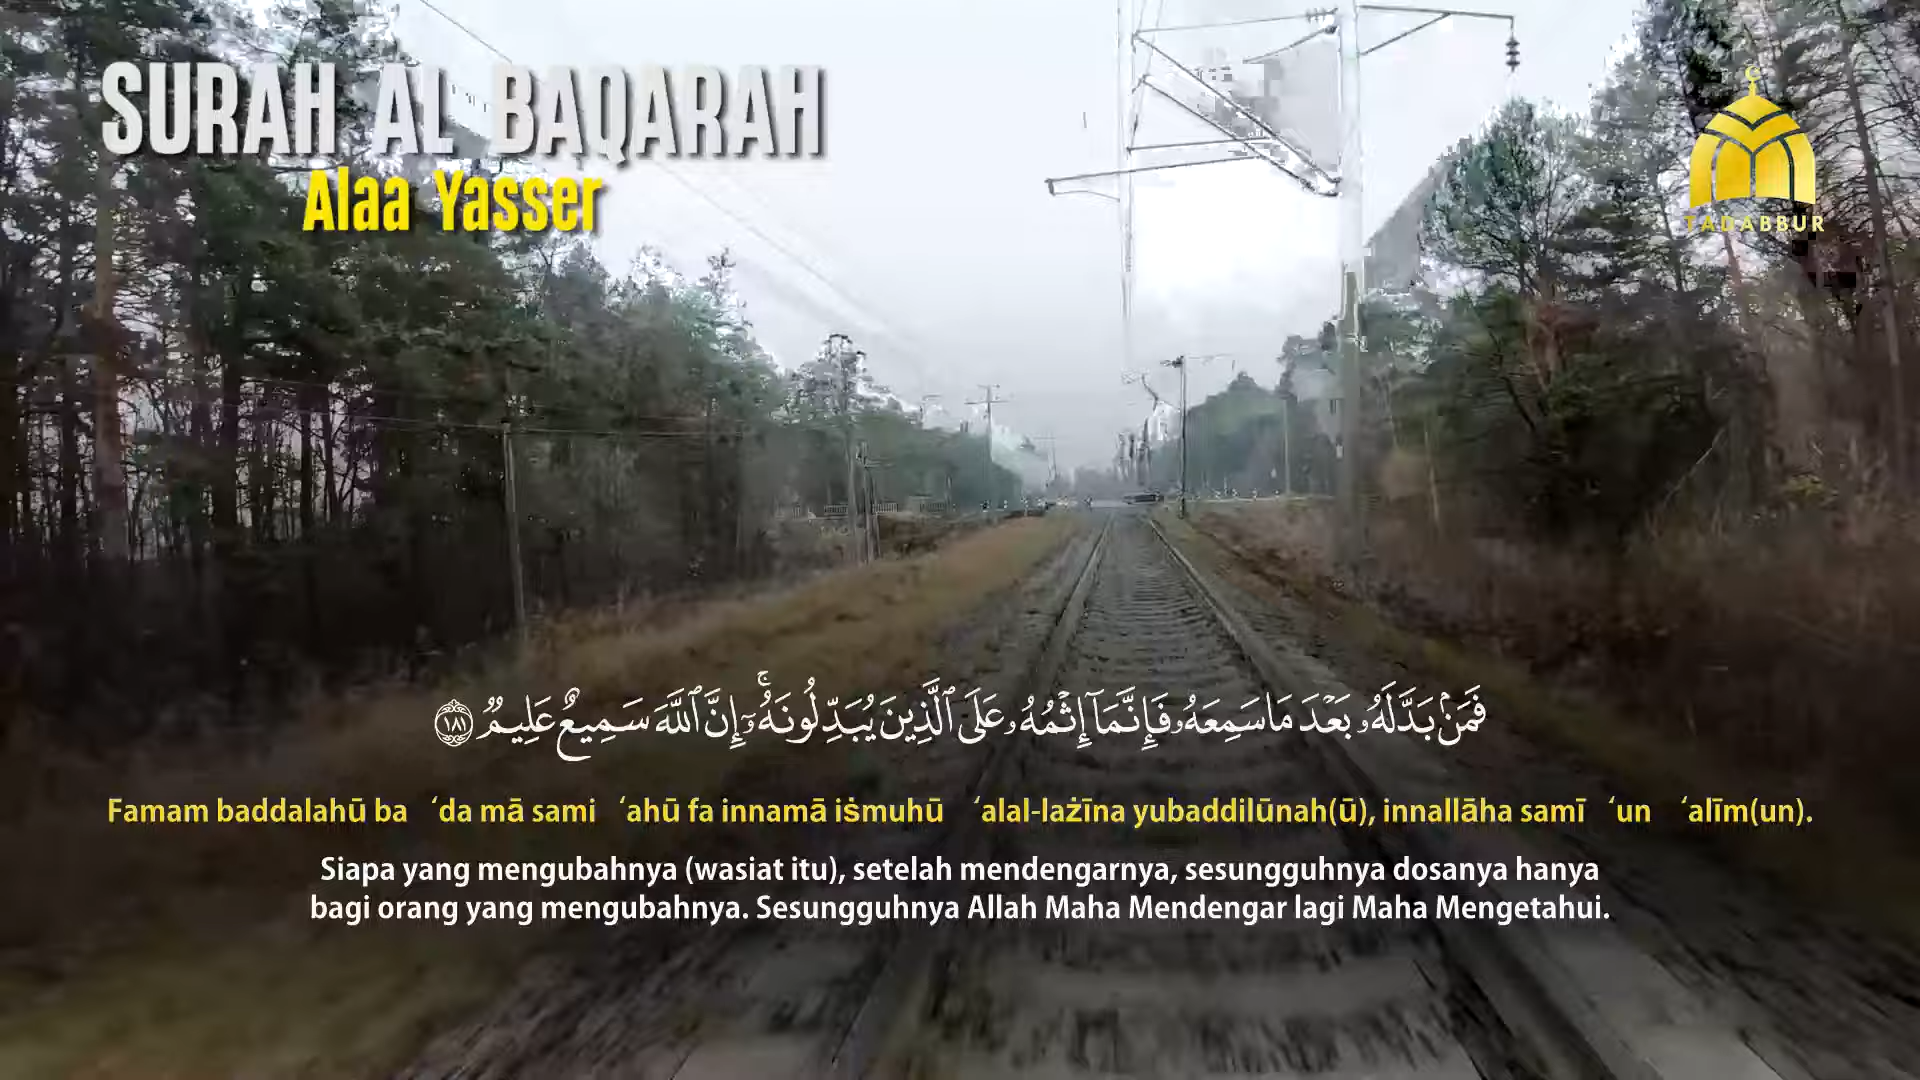 SURAH AL BAQARAH
Alaa Yasser
TADABBUR
فَمَنْۢ بَدَّلَهُۥ بَعْدَ مَا سَمِعَهُۥ فَإِنَّمَآ إِثْمُهُۥ عَلَى ٱلَّذِينَ يُبَدِّلُونَهُۥٓ ۚ إِنَّ ٱللَّهَ سَمِيعٌ عَلِيمٌ ١٨١
Famam baddalahū ba‘da mā sami‘ahū fa innamā iṡmuhū ‘alal-lażīna yubaddilūnah(ū), innallāha samī‘un ‘alīm(un).
Siapa yang mengubahnya (wasiat itu), setelah mendengarnya, sesungguhnya dosanya hanya
bagi orang yang mengubahnya. Sesungguhnya Allah Maha Mendengar lagi Maha Mengetahui.